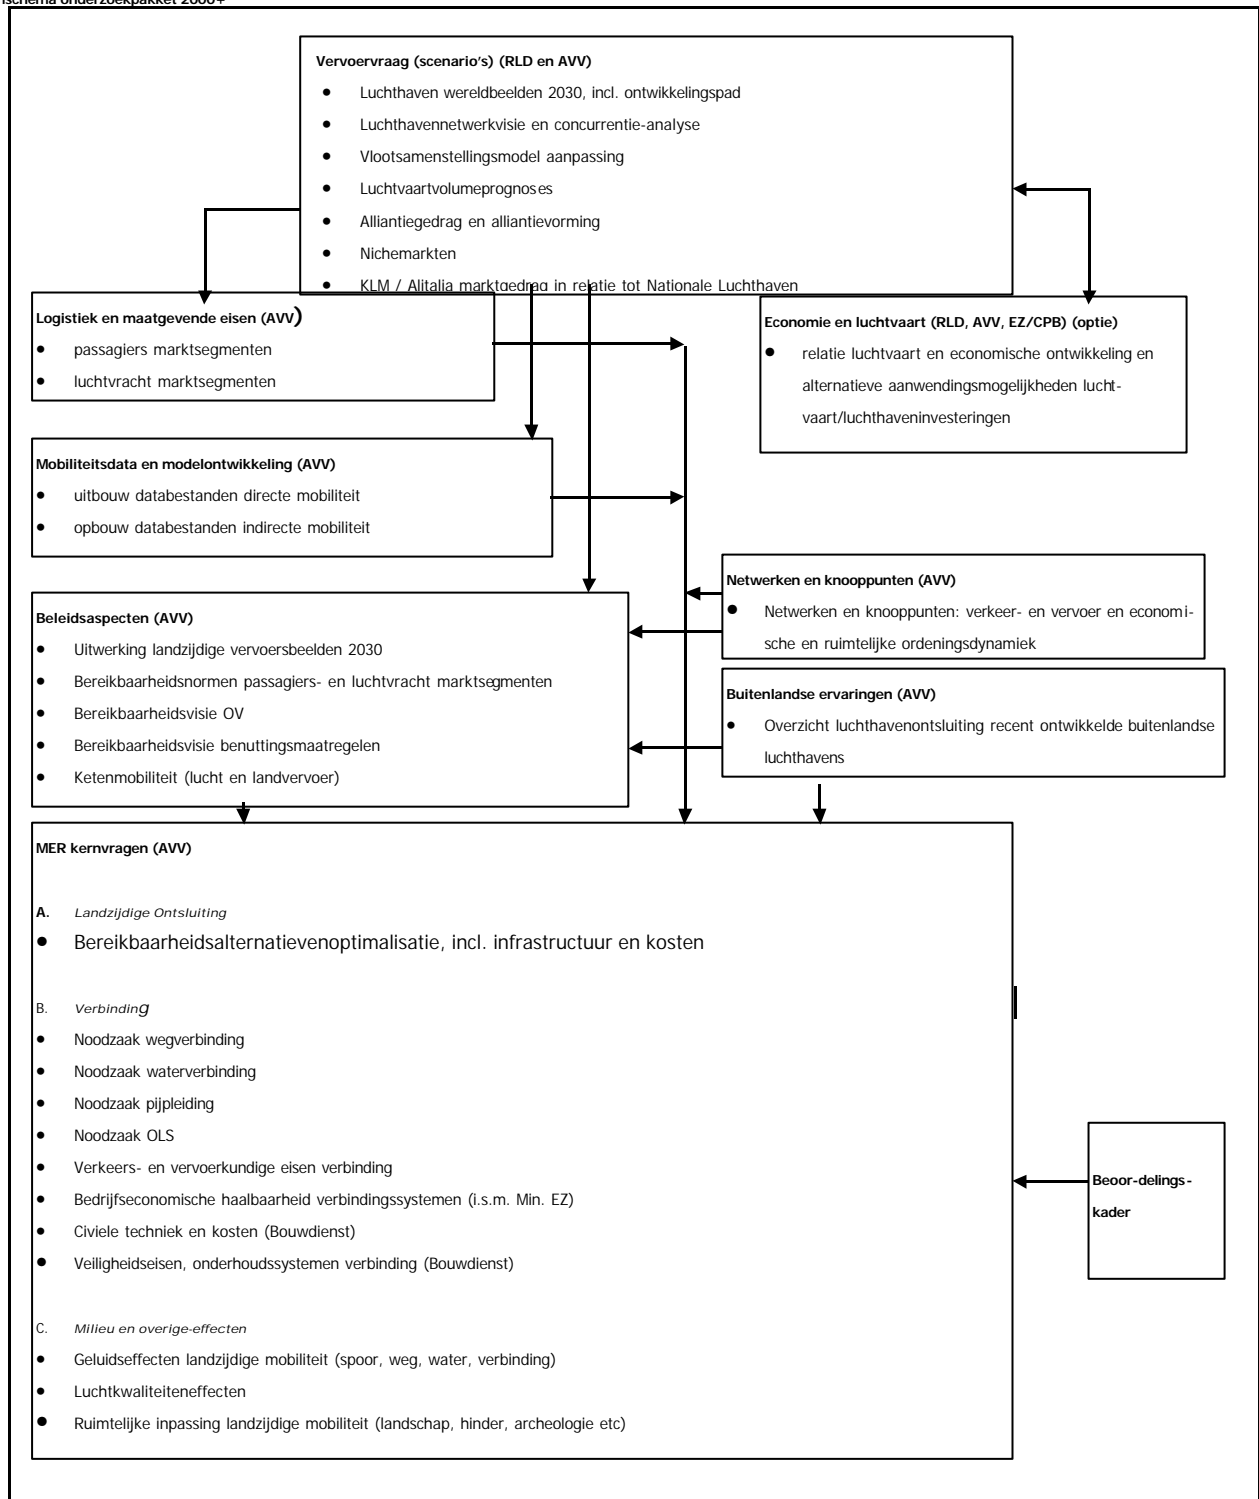 onderzoekpakket 2000+
Vervoervraag (scenario's) (RLD en AVV)
• Luchthaven wereldbeelden 2030, incl. ontwikkelingspad
• Luchthavennetwerkvisie en concurrentie-analyse
• Vlootsamenstellingsmodel aanpassing
• Luchtvaartvolumeprognoses
• Alliantiegedrag en alliantievorming
• Nichemarkten
• KLM / Alitalia marktgedrag in relatie tot Nationale Luchthaven
Logistiek en maatgevende eisen (AVV)
• passagiers marktsegmenten
• luchtvracht marktsegmenten
Economie en luchtvaart (RLD, AVV, EZ/CPB) (optie)
• relatie luchtvaart en economische ontwikkeling en
alternatieve aanwendingsmogelijkheden lucht-
vaart/luchthaveninvesteringen
Mobiliteitsdata en modelontwikkeling (AVV)
• uitbouw databestanden directe mobiliteit
• opbouw databestanden indirecte mobiliteit
Netwerken en knooppunten (AVV)
• Netwerken en knooppunten: verkeer- en vervoer en economi-
sche en ruimtelijke ordeningsdynamiek
Beleidsaspecten (AVV)
• Uitwerking landzijdige vervoersbeelden 2030
• Bereikbaarheidsnormen passagiers- en luchtvracht marktsegmenten
• Bereikbaarheidsvisie OV
• Bereikbaarheidsvisie benuttingsmaatregelen
• Ketenmobiliteit (lucht en landvervoer)
Buitenlandse ervaringen (AVV)
• Overzicht luchthavenontsluiting recent ontwikkelde buitenlandse
luchthavens
MER kernvragen (AVV)
A. Landzijdige Ontsluiting
• Bereikbaarheidsalternatievenoptimalisatie, incl. infrastructuur en kosten
B. Verbinding
• Noodzaak wegverbinding
• Noodzaak waterverbinding
• Noodzaak pijpleiding
• Noodzaak OLS
• Verkeers- en vervoerkundige eisen verbinding
• Bedrijfseconomische haalbaarheid verbindingssystemen (i.s.m. Min. EZ)
• Civiele techniek en kosten (Bouwdienst)
• Veiligheidseisen, onderhoudssystemen verbinding (Bouwdienst)
C. Milieu en overige-effecten
• Geluidseffecten landzijdige mobiliteit (spoor, weg, water, verbinding)
• Luchtkwaliteiteneffecten
• Ruimtelijke inpassing landzijdige mobiliteit (landschap, hinder, archeologie etc)
Beoor-delings-
kader